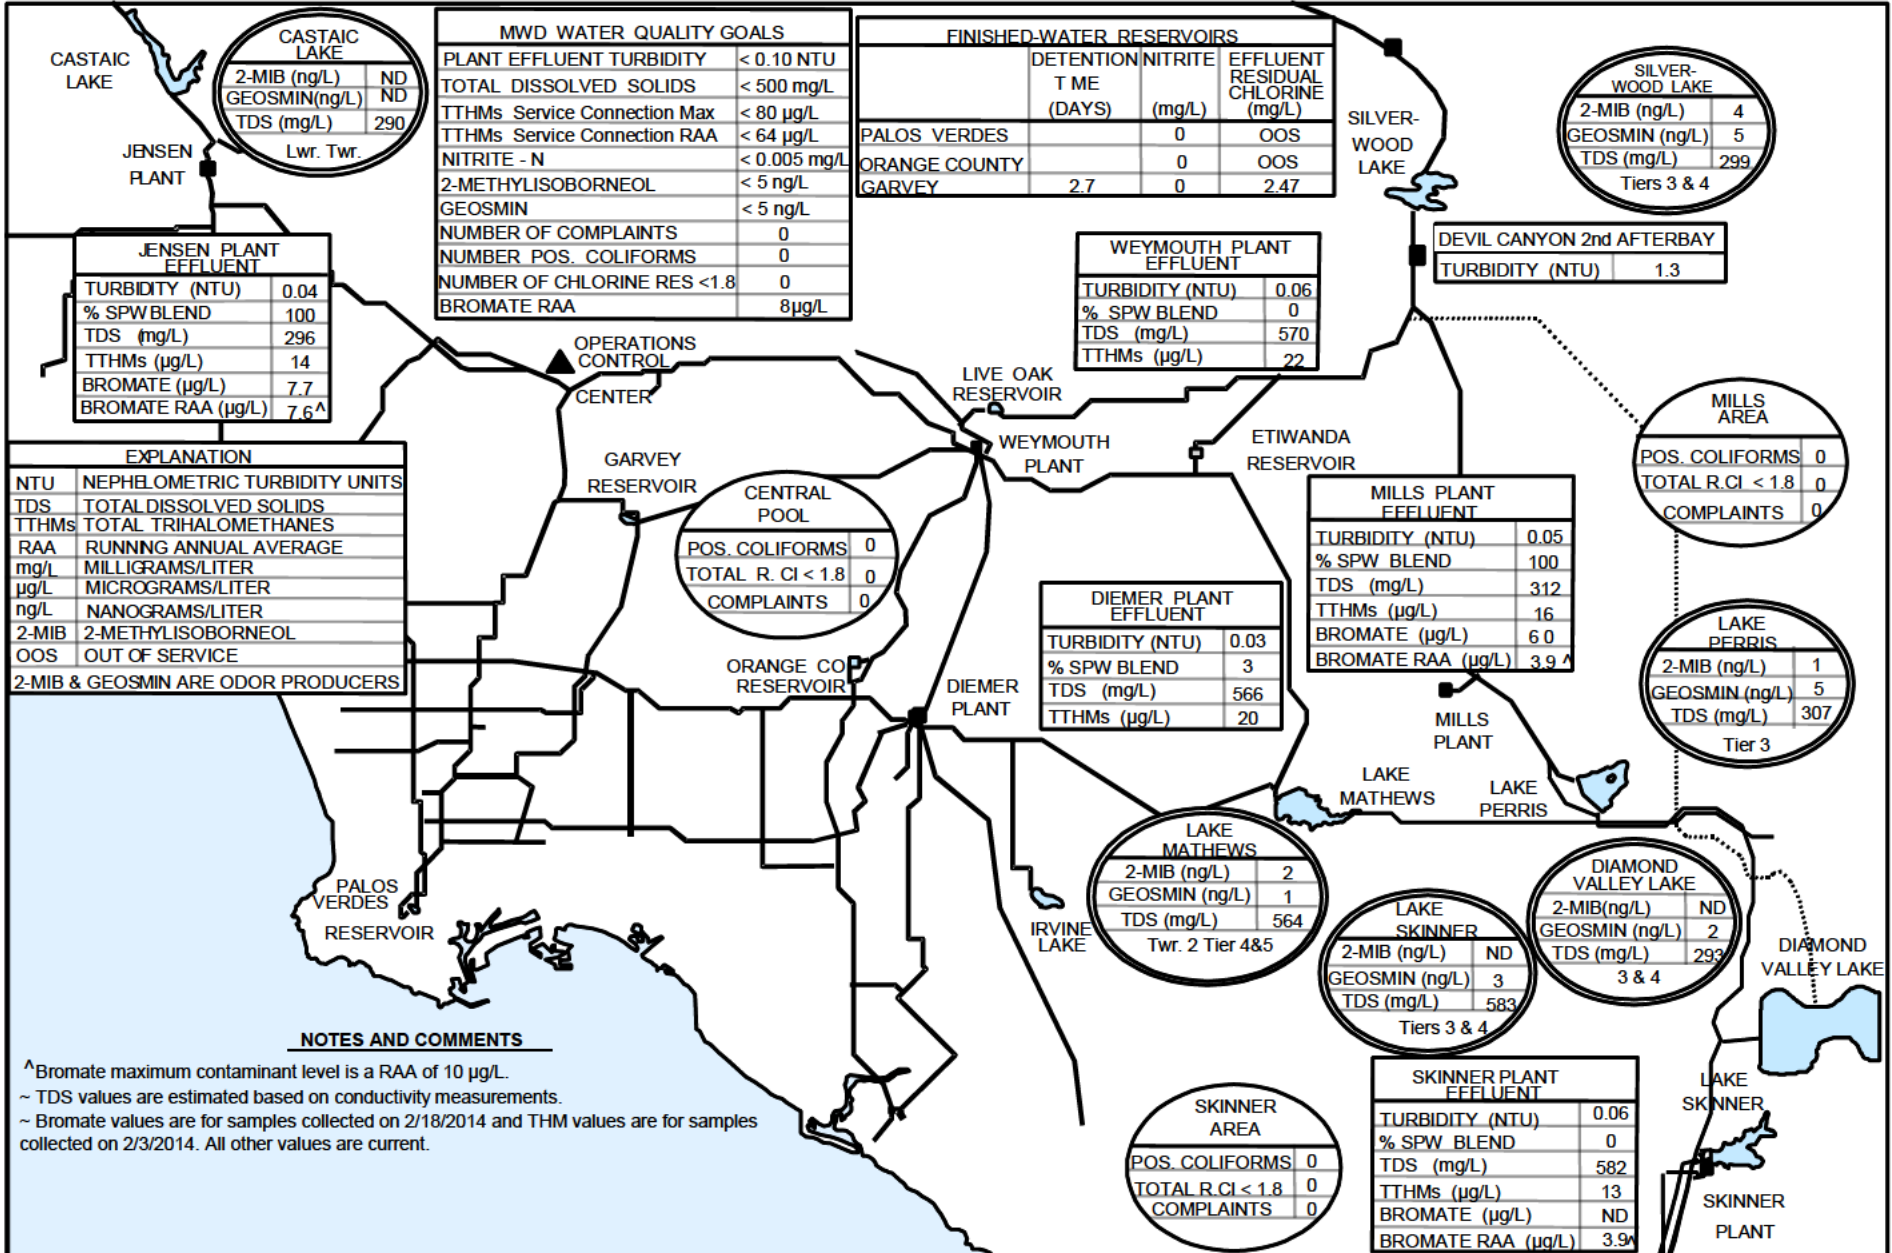 CASTAIC
LAKE
CASTAIC
LAKE
2-MIB (ng/L) ND
GEOSMIN(ng/L) ND
TDS (mg/L) 290
Lwr. Twr.
JENSEN
PLANT
MWD WATER QUALITY GOALS
PLANT EFFLUENT TURBIDITY < 0.10 NTU
TOTAL DISSOLVED SOLIDS < 500 mg/L
TTHMs Service Connection Max < 80 µg/L
TTHMs Service Connection RAA < 64 µg/L
NITRITE - N < 0.005 mg/L
2-METHYLISOBORNEOL < 5 ng/L
GEOSMIN < 5 ng/L
NUMBER OF COMPLAINTS 0
NUMBER POS. COLIFORMS 0
NUMBER OF CHLORINE RES <1.8 0
BROMATE RAA 8µg/L
FINISHED-WATER RESERVOIRS
DETENTION NITRITE EFFLUENT
T ME RESIDUAL
CHLORINE
(DAYS) (mg/L) (mg/L)
PALOS VERDES 0 OOS
ORANGE COUNTY 0 OOS
GARVEY 2.7 0 2.47
SILVER-
WOOD
LAKE
SILVER-
WOOD LAKE
2-MIB (ng/L) 4
GEOSMIN (ng/L) 5
TDS (mg/L) 299
Tiers 3 & 4
DEVIL CANYON 2nd AFTERBAY
TURBIDITY (NTU) 1.3
JENSEN PLANT
EFFLUENT
TURBIDITY (NTU) 0.04
% SPW BLEND 100
TDS (mg/L) 296
TTHMs (µg/L) 14
BROMATE (µg/L) 7.7
BROMATE RAA (µg/L) 7.6^
WEYMOUTH PLANT
EFFLUENT
TURBIDITY (NTU) 0.06
% SPW BLEND 0
TDS (mg/L) 570
TTHMs (µg/L) 22
OPERATIONS
CONTROL
CENTER
LIVE OAK
RESERVOIR
WEYMOUTH
PLANT
ETIWANDA
RESERVOIR
MILLS
AREA
POS. COLIFORMS 0
TOTAL R.Cl < 1.8 0
COMPLAINTS 0
EXPLANATION
NTU NEPHELOMETRIC TURBIDITY UNITS
TDS TOTAL DISSOLVED SOLIDS
TTHMs TOTAL TRIHALOMETHANES
RAA RUNNING ANNUAL AVERAGE
mg/L MILLIGRAMS/LITER
µg/L MICROGRAMS/LITER
ng/L NANOGRAMS/LITER
2-MIB 2-METHYLISOBORNEOL
OOS OUT OF SERVICE
2-MIB & GEOSMIN ARE ODOR PRODUCERS
GARVEY
RESERVOIR
CENTRAL
POOL
POS. COLIFORMS 0
TOTAL R. Cl < 1.8 0
COMPLAINTS 0
MILLS PLANT
EFFLUENT
TURBIDITY (NTU) 0.05
% SPW BLEND 100
TDS (mg/L) 312
TTHMs (µg/L) 16
BROMATE (µg/L) 6 0
BROMATE RAA (µg/L) 3.9 ^
DIEMER PLANT
EFFLUENT
TURBIDITY (NTU) 0.03
% SPW BLEND 3
TDS (mg/L) 566
TTHMs (µg/L) 20
LAKE
PERRIS
2-MIB (ng/L) 1
GEOSMIN (ng/L) 5
TDS (mg/L) 307
Tier 3
ORANGE CO
RESERVOIR
DIEMER
PLANT
MILLS
PLANT
LAKE
MATHEWS
LAKE
PERRIS
LAKE
MATHEWS
2-MIB (ng/L) 2
GEOSMIN (ng/L) 1
TDS (mg/L) 564
Twr. 2 Tier 4&5
PALOS
VERDES
RESERVOIR
IRVINE
LAKE
LAKE
SKINNER
2-MIB (ng/L) ND
GEOSMIN (ng/L) 3
TDS (mg/L) 583
Tiers 3 & 4
DIAMOND
VALLEY LAKE
2-MIB(ng/L) ND
GEOSMIN (ng/L) 2
TDS (mg/L) 293
3 & 4
DIAMOND
VALLEY LAKE
NOTES AND COMMENTS
^Bromate maximum contaminant level is a RAA of 10 µg/L.
~ TDS values are estimated based on conductivity measurements.
~ Bromate values are for samples collected on 2/18/2014 and THM values are for samples
collected on 2/3/2014. All other values are current.
SKINNER
AREA
POS. COLIFORMS 0
TOTAL R.Cl < 1.8 0
COMPLAINTS 0
SKINNER PLANT
EFFLUENT
TURBIDITY (NTU) 0.06
% SPW BLEND 0
TDS (mg/L) 582
TTHMs (µg/L) 13
BROMATE (µg/L) ND
BROMATE RAA (µg/L) 3.9^
LAKE
SKINNER
SKINNER
PLANT